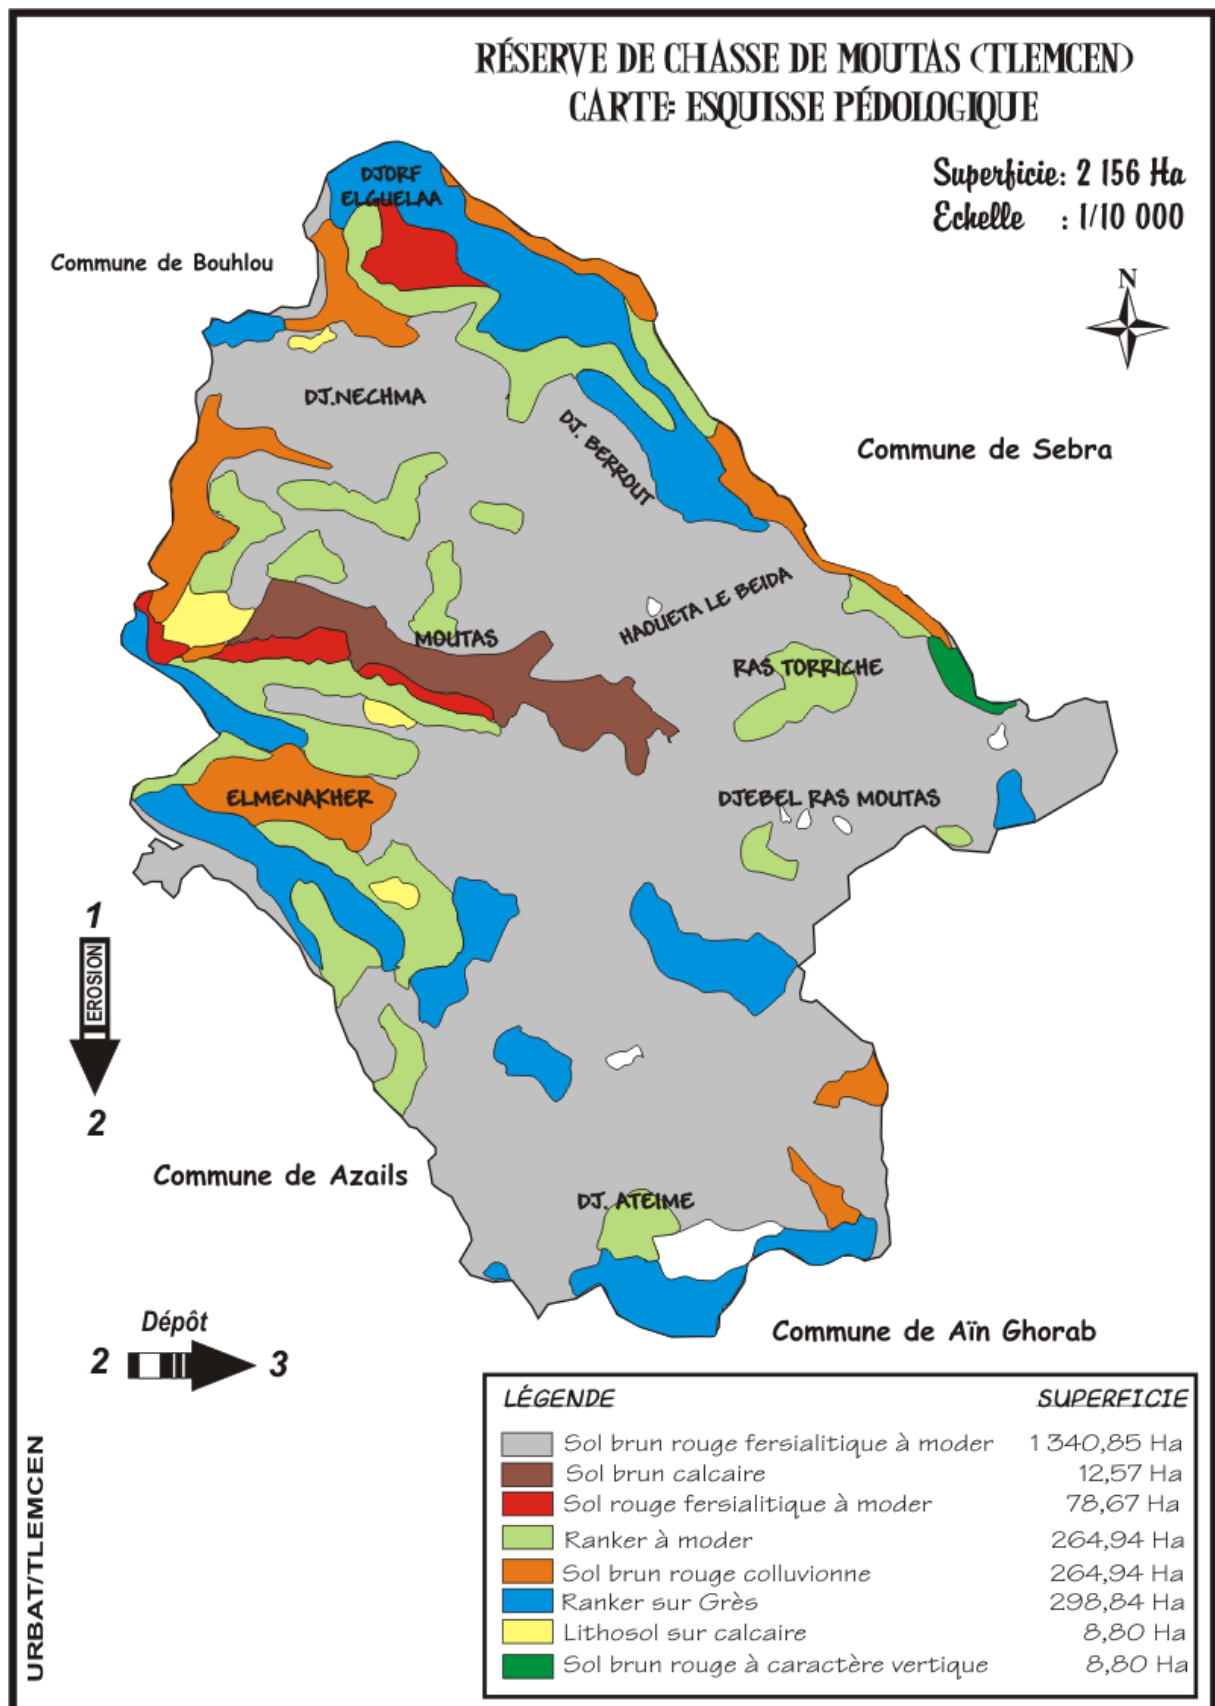 RÉSERVE DE CHASSE DE MOUTAS (TLEMCEN)
CARTE: ESQUISSE PÉDOLOGIQUE
Superficie: 2 156 Ha
Echelle : 1/10 000
N
DJORF
ELGUELAA
Commune de Bouhlou
DJ.NECHMA
DJ. BERROUT
Commune de Sebra
HAOUETA LE BEIDA
MOUTAS
RAS TORRICHE
ELMENAKHER
DJEBEL RAS MOUTAS
1
EROSION
2
Commune de Azails
DJ. ATEIME
Dépôt
2 3
Commune de Aïn Ghorab
LÉGENDE SUPERFICIE
Sol brun rouge fersialitique à moder 1 340,85 Ha
Sol brun calcaire 12,57 Ha
Sol rouge fersialitique à moder 78,67 Ha
Ranker à moder 264,94 Ha
Sol brun rouge colluvionne 264,94 Ha
Ranker sur Grès 298,84 Ha
Lithosol sur calcaire 8,80 Ha
Sol brun rouge à caractère vertique 8,80 Ha
URBAT/TLEMCEN